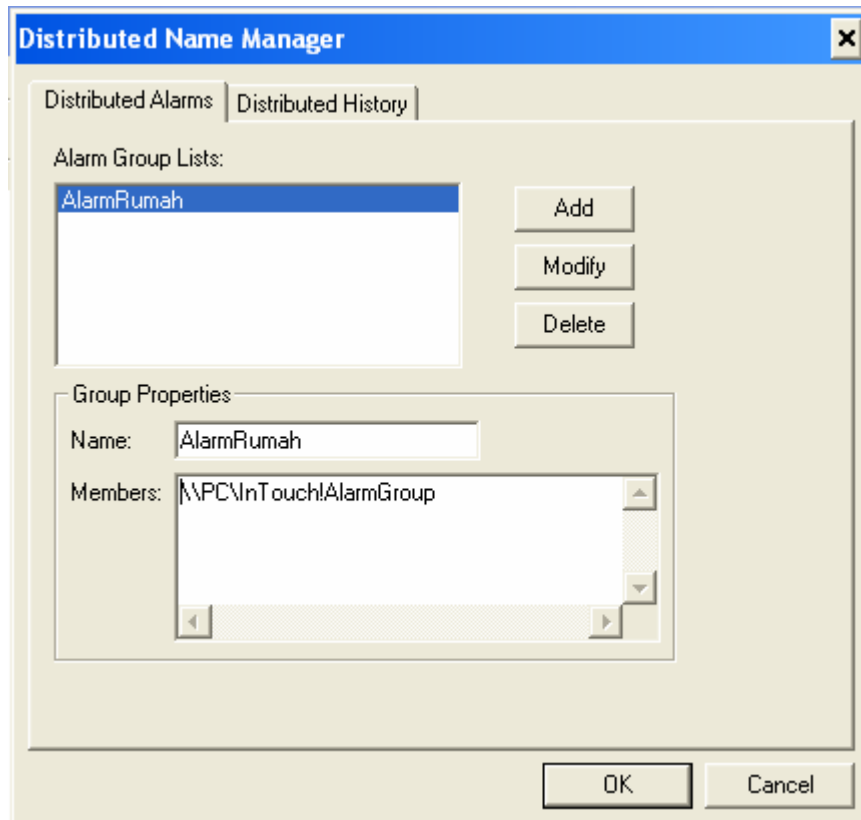 Distributed Name Manager
Distributed Alarms Distributed History
Alarm Group Lists:
AlarmRumah
Add
Modify
Delete
Group Properties
Name: AlarmRumah
Members: \\PC\InTouch!AlarmGroup
OK Cancel